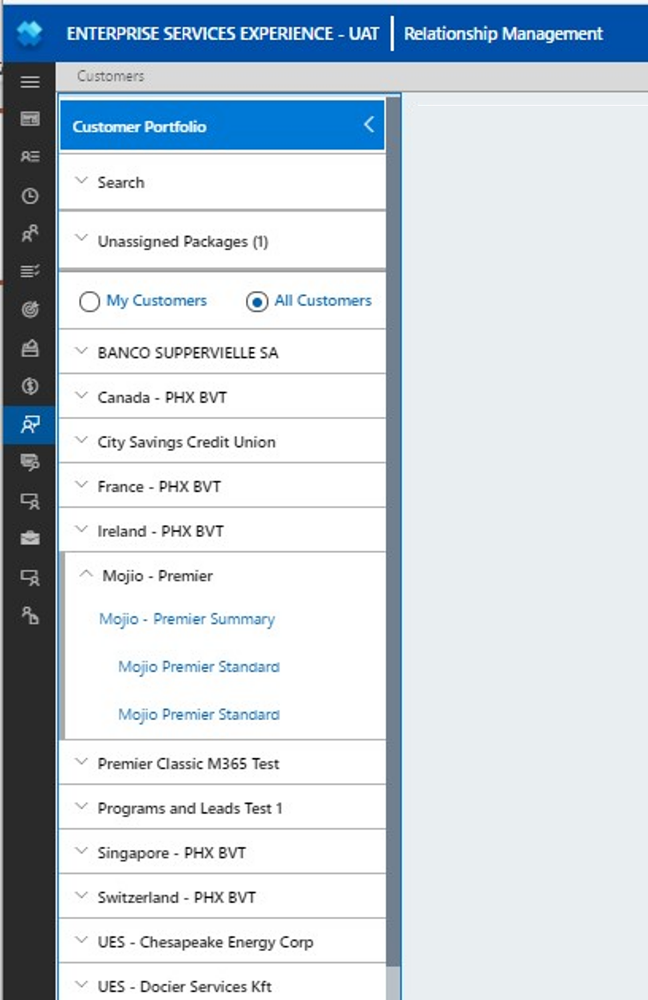 ENTERPRISE SERVICES EXPERIENCE - UAT | Relationship Management
Customers
Customer Portfolio
Search
Unassigned Packages (1)
My Customers All Customers
BANCO SUPPERVIELLE SA
Canada - PHX BVT
City Savings Credit Union
France - PHX BVT
Ireland - PHX BVT
Mojio - Premier
Mojio - Premier Summary
Mojio Premier Standard
Mojio Premier Standard
Premier Classic M365 Test
Programs and Leads Test 1
Singapore - PHX BVT
Switzerland - PHX BVT
UES - Chesapeake Energy Corp
UES - Docier Services Kft